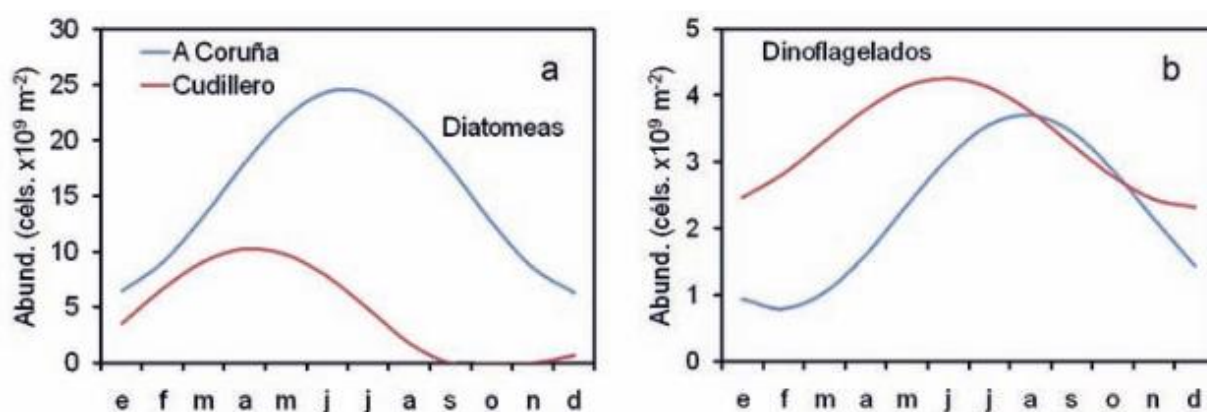 30
25
20
15
10
5
0
Abund. (céls. x10⁹ m⁻²)
A Coruña
Cudillero
a
Diatomeas
e f m a m j j a s o n d
5
4
3
2
1
0
Abund. (céls. x10⁹ m⁻²)
Dinoflagelados
b
e f m a m j j a s o n d